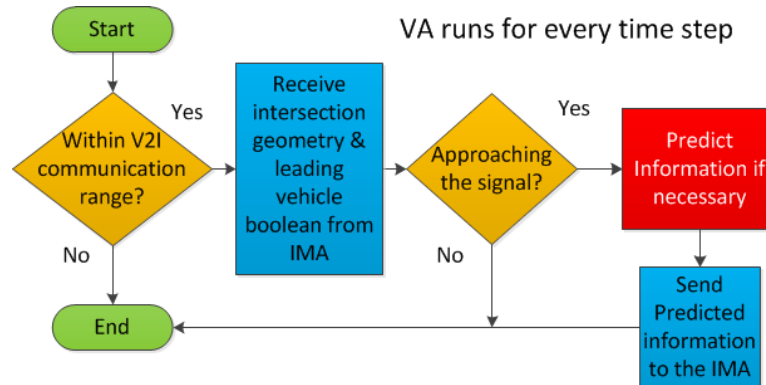 Start
VA runs for every time step
Within V2I
communication
range?
Yes
Receive
intersection
geometry &
leading
vehicle
boolean from
IMA
Approaching
the signal?
Yes
Predict
Information if
necessary
No
No
End
Send
Predicted
information
to the IMA